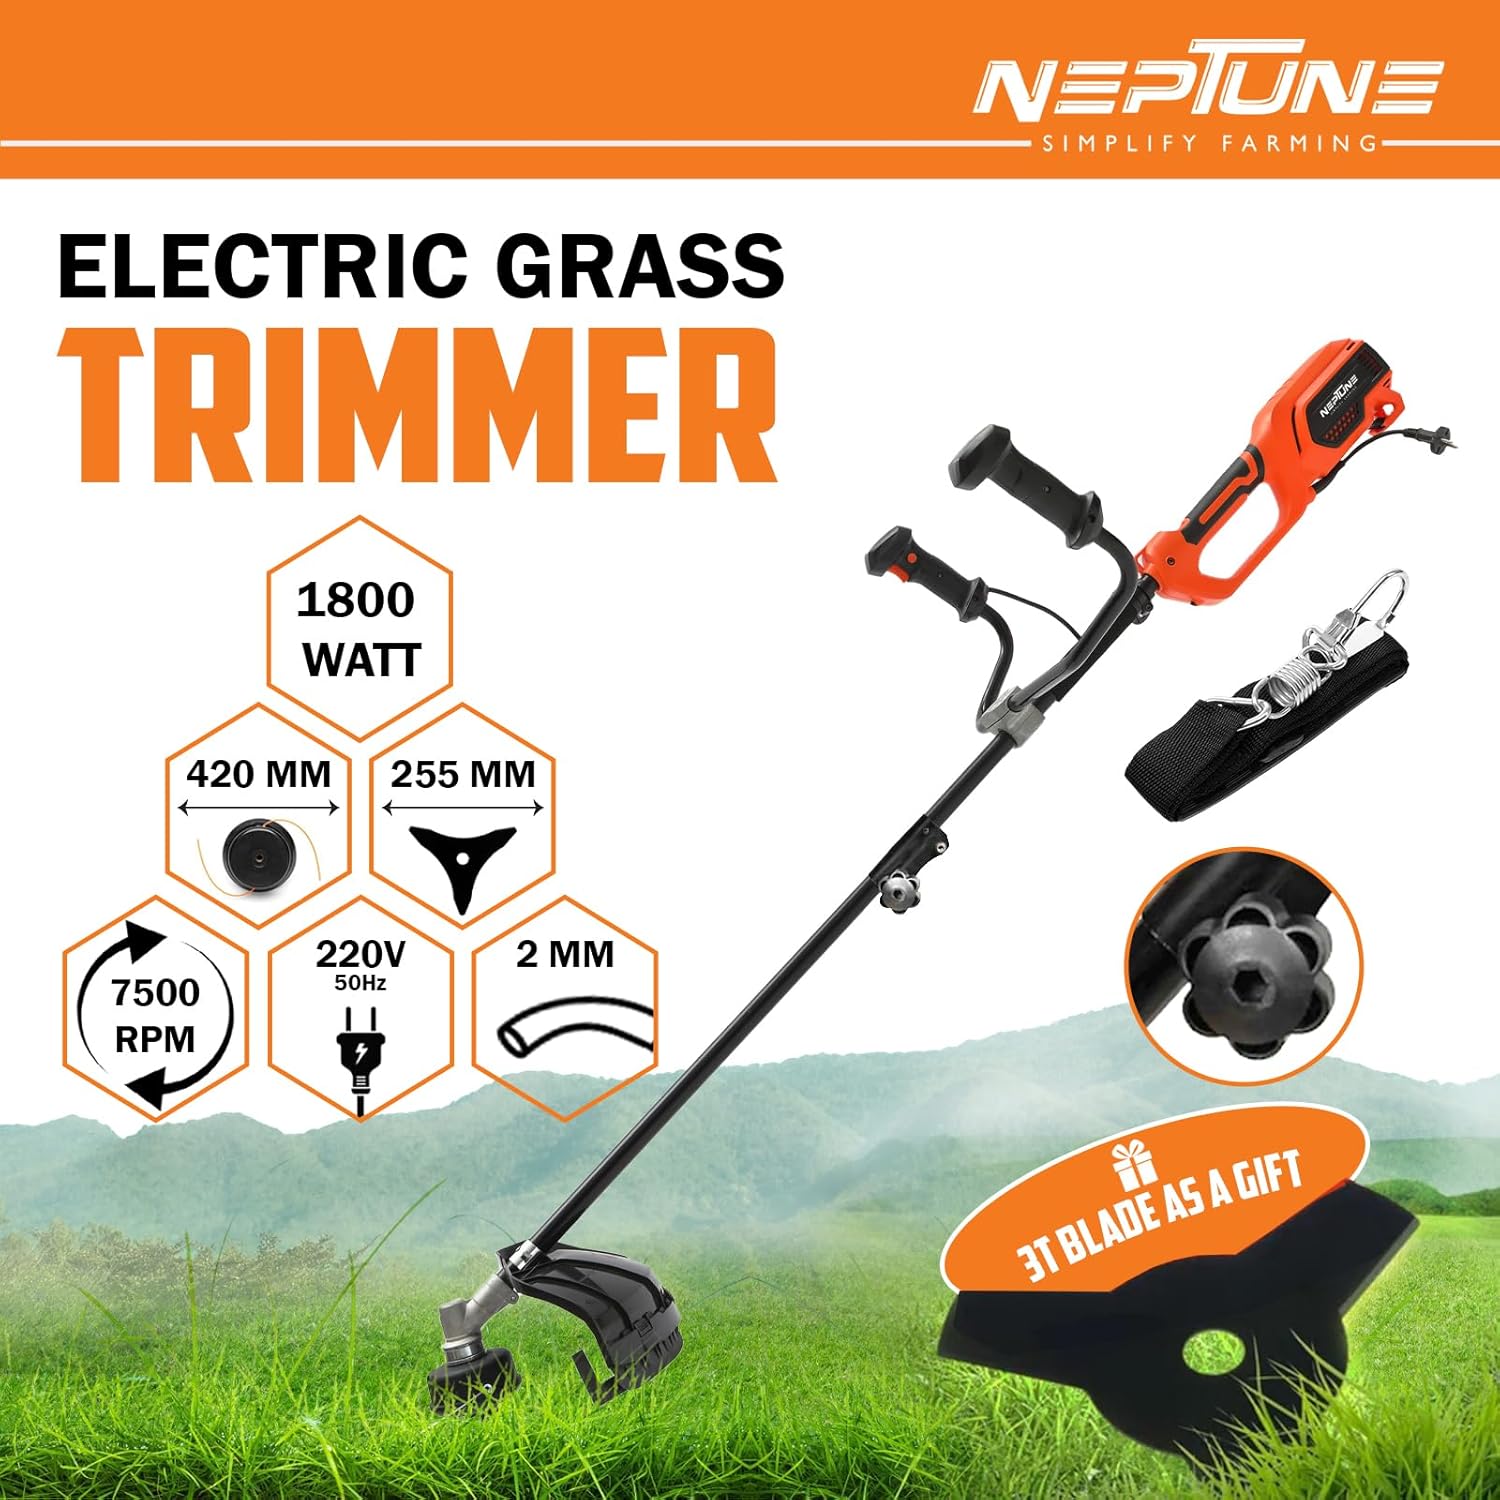 NEPTUNE
SIMPLIFY FARMING
ELECTRIC GRASS
TRIMMER
NEPTUNE
1800
WATT
420 MM
255 MM
7500
RPM
220V
50Hz
2 MM
3T BLADE AS A GIFT